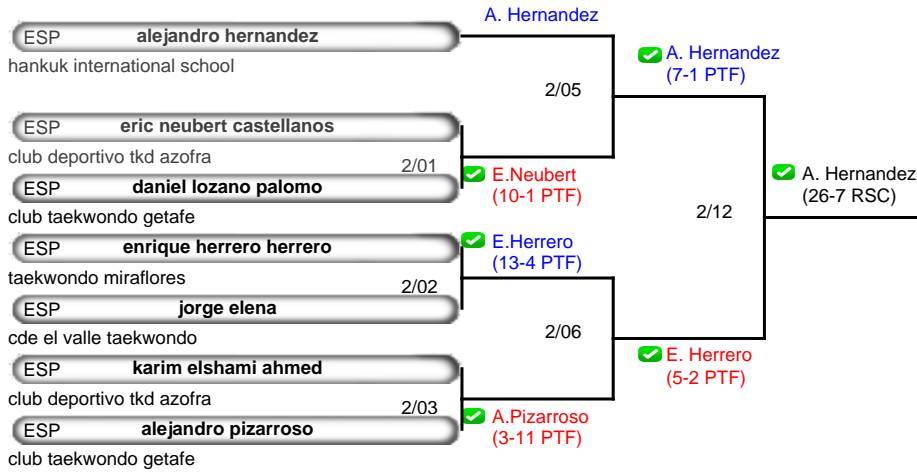 A. Hernandez
ESP alejandro hernandez
hankuk international school
A. Hernandez
(7-1 PTF)
2/05
ESP eric neubert castellanos
club deportivo tkd azofra
2/01
ESP daniel lozano palomo
club taekwondo getafe
E.Neubert
(10-1 PTF)
A. Hernandez
(26-7 RSC)
2/12
ESP enrique herrero herrero
taekwondo miraflores
E.Herrero
(13-4 PTF)
2/02
ESP jorge elena
cde el valle taekwondo
2/06
E. Herrero
(5-2 PTF)
ESP karim elshami ahmed
club deportivo tkd azofra
2/03
ESP alejandro pizarroso
club taekwondo getafe
A.Pizarroso
(3-11 PTF)